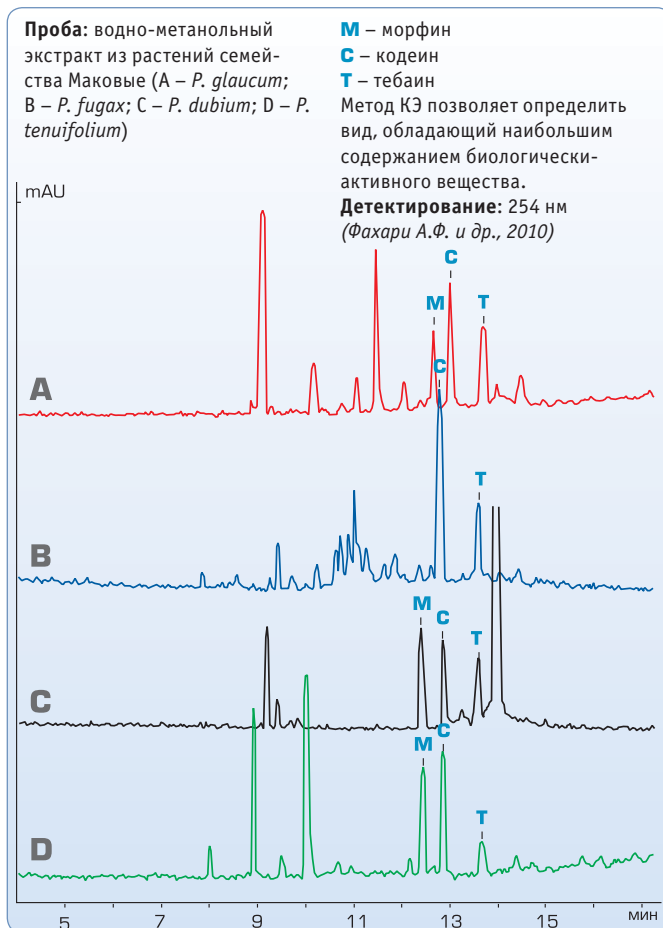 Проба: водно-метанольный
экстракт из растений семей-
ства Маковые (А – P. glaucum;
В – P. fugax; С – P. dubium; D – P.
tenuifolium)
М – морфин
С – кодеин
Т – тебаин
Метод КЭ позволяет определить
вид, обладающий наибольшим
содержанием биологически-
активного вещества.
Детектирование: 254 нм
(Фахари А.Ф. и др., 2010)
mAU
C
M T
A
C
T
B
M C T
C
M C
T
D
5 7 9 11 13 15 мин